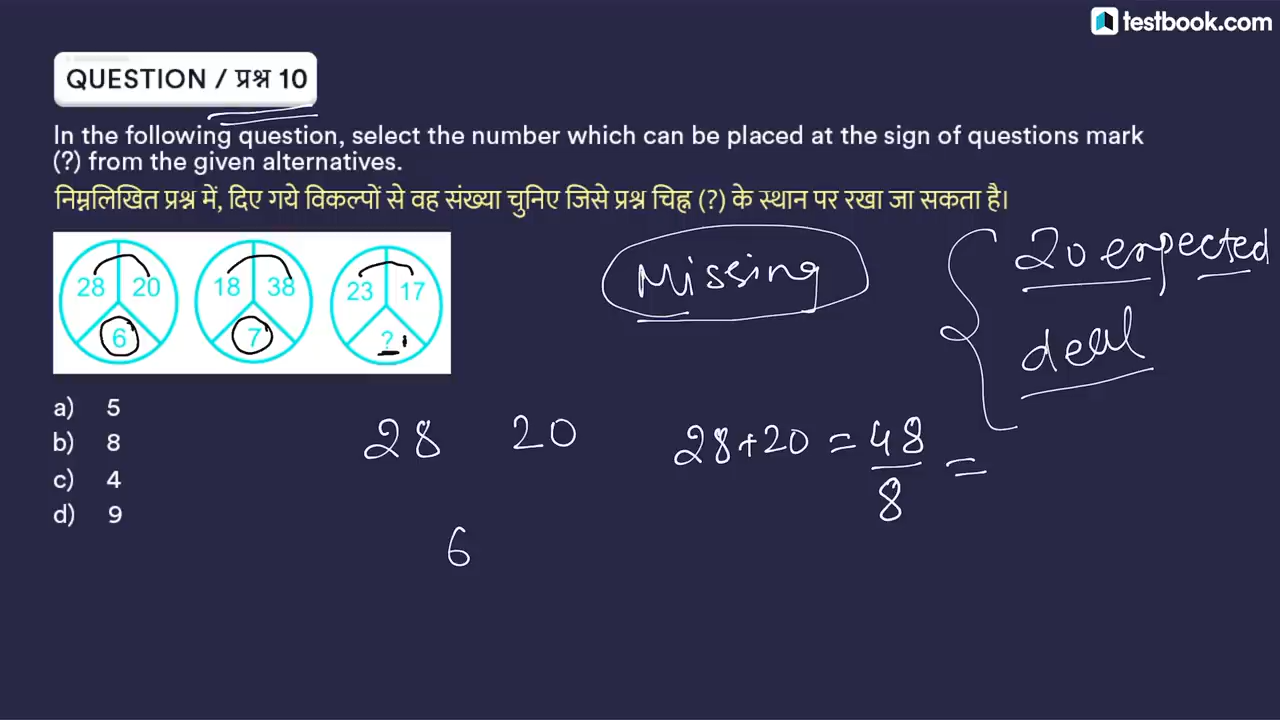 testbook.com
QUESTION / प्रश्न 10
In the following question, select the number which can be placed at the sign of questions mark
(?) from the given alternatives.
निम्नलिखित प्रश्न में, दिए गये विकल्पों से वह संख्या चुनिए जिसे प्रश्न चिह्न (?) के स्थान पर रखा जा सकता है।
28 20 18 38 23 17
6 7 ?
Missing
20 expected
deal
a) 5
b) 8
c) 4
d) 9
28 20
6
28+20 = 48
8 =